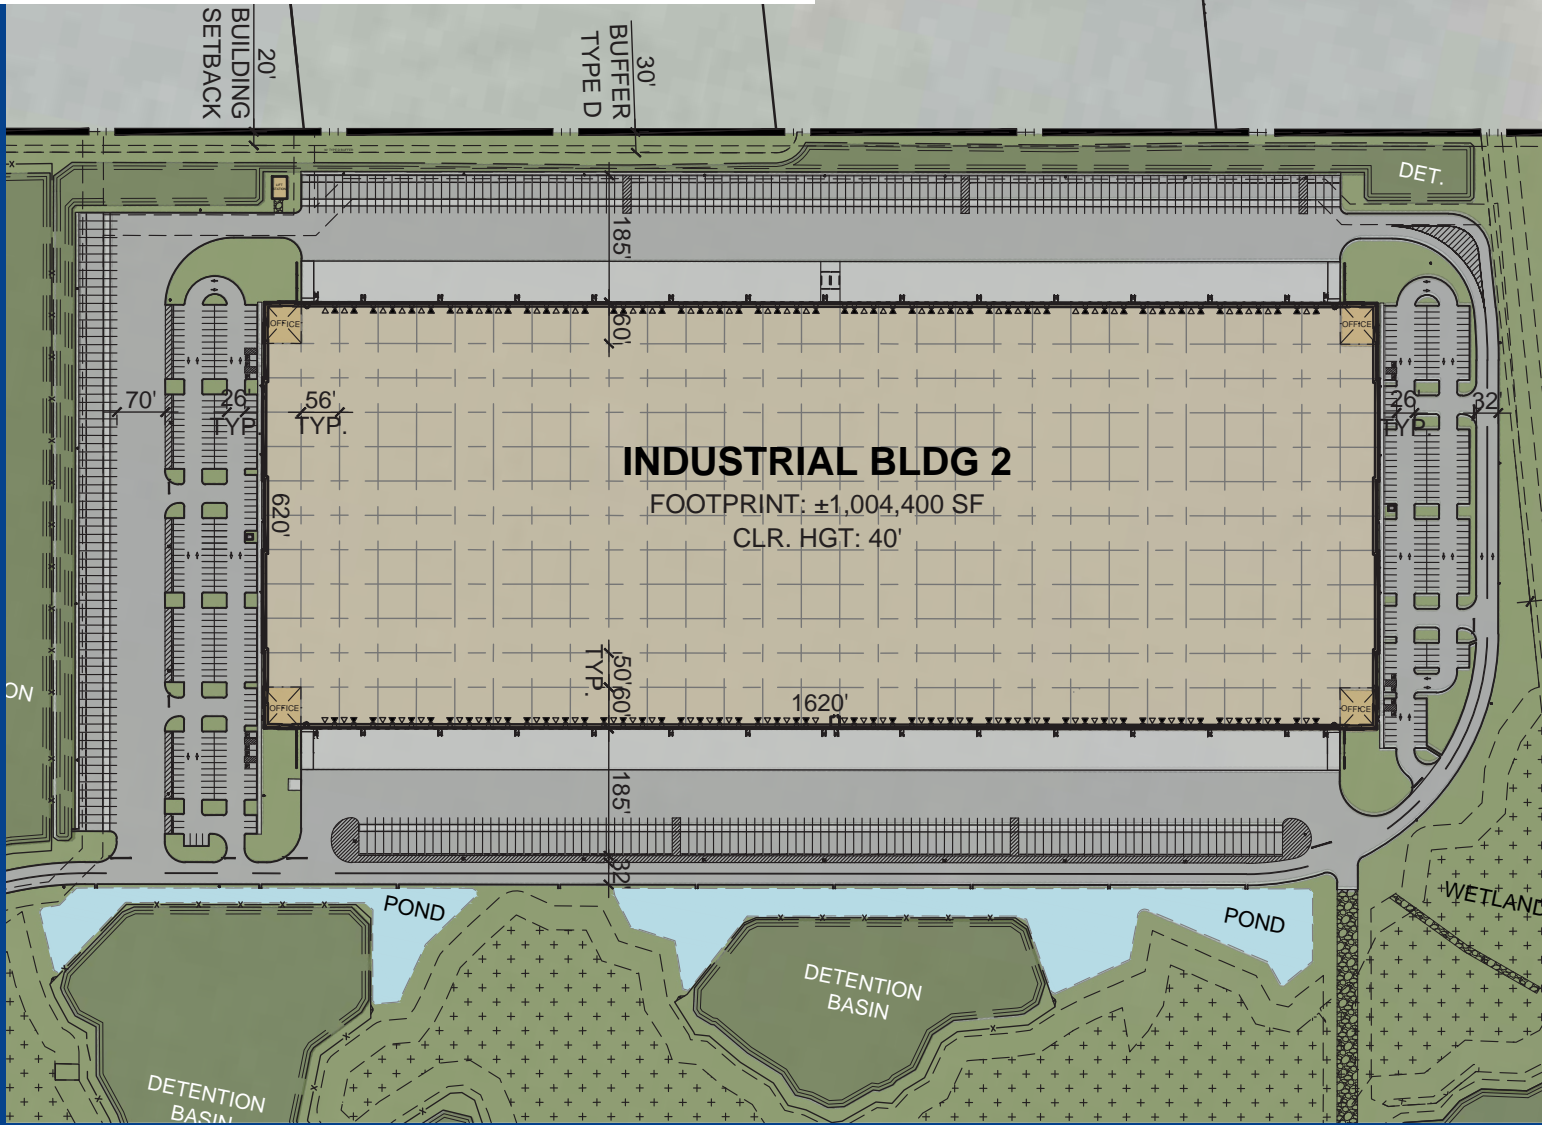 20'
BUILDING
SETBACK
30'
BUFFER
TYPE D
DET.
LIFT
STATION
185'
60'
OFFICE
OFFICE
70'
26'
TYP.
56'
TYP.
26'
TYP.
32'
INDUSTRIAL BLDG 2
FOOTPRINT: ±1,004,400 SF
CLR. HGT: 40'
620'
ON
50'
TYP.
60'
1620'
OFFICE
OFFICE
185'
32'
POND
POND
WETLAND
DETENTION
BASIN
DETENTION
BASIN